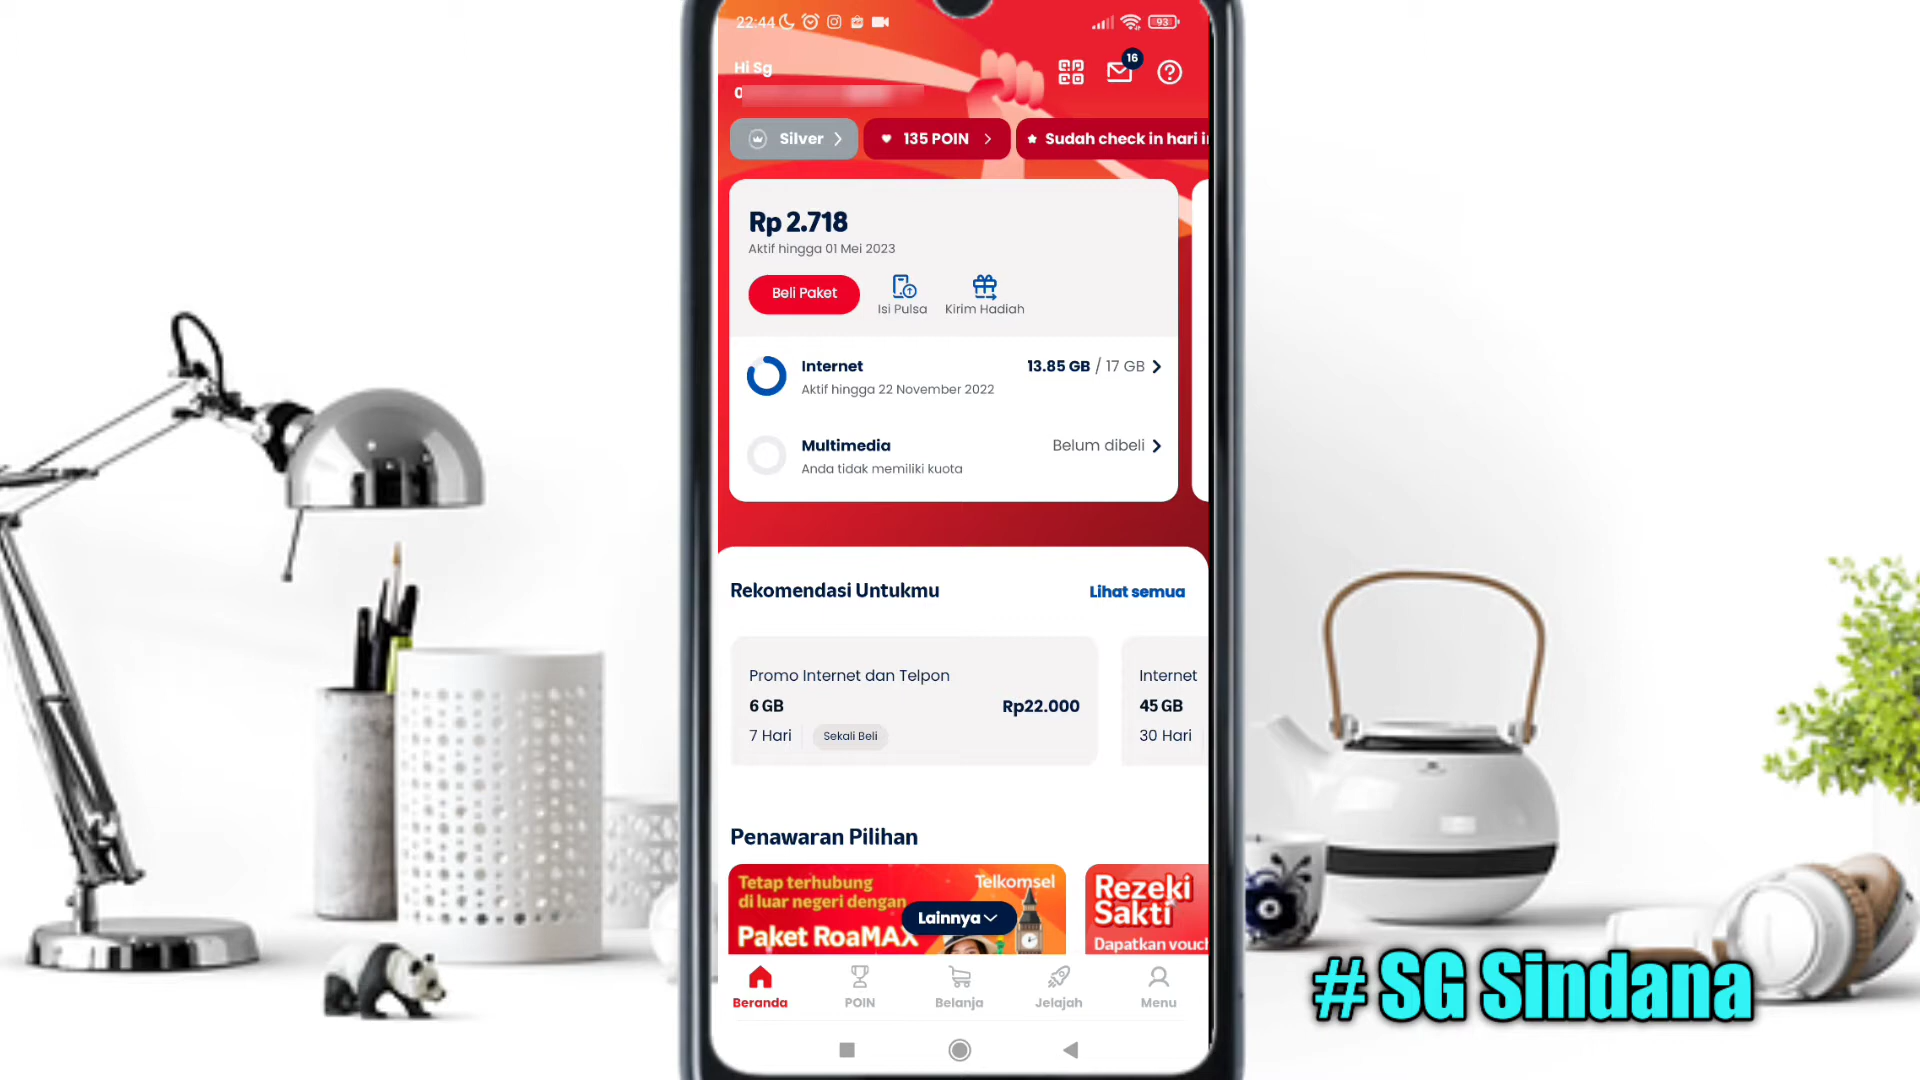 22:44
93
Hi Sg
16
0
Silver
135 POIN
Sudah check in hari i
Rp 2.718
Aktif hingga 01 Mei 2023
Beli Paket
Isi Pulsa
Kirim Hadiah
Internet
13.85 GB / 17 GB
Aktif hingga 22 November 2022
Multimedia
Belum dibeli
Anda tidak memiliki kuota
Rekomendasi Untukmu
Lihat semua
Promo Internet dan Telpon
6 GB
Rp22.000
7 Hari
Sekali Beli
Internet
45 GB
30 Hari
Penawaran Pilihan
Tetap terhubung
di luar negeri dengan
Paket RoaMAX
Telkomsel
Lainnya
Rezeki
Sakti
Dapatkan vouch
Beranda
POIN
Belanja
Jelajah
Menu
# SG Sindana